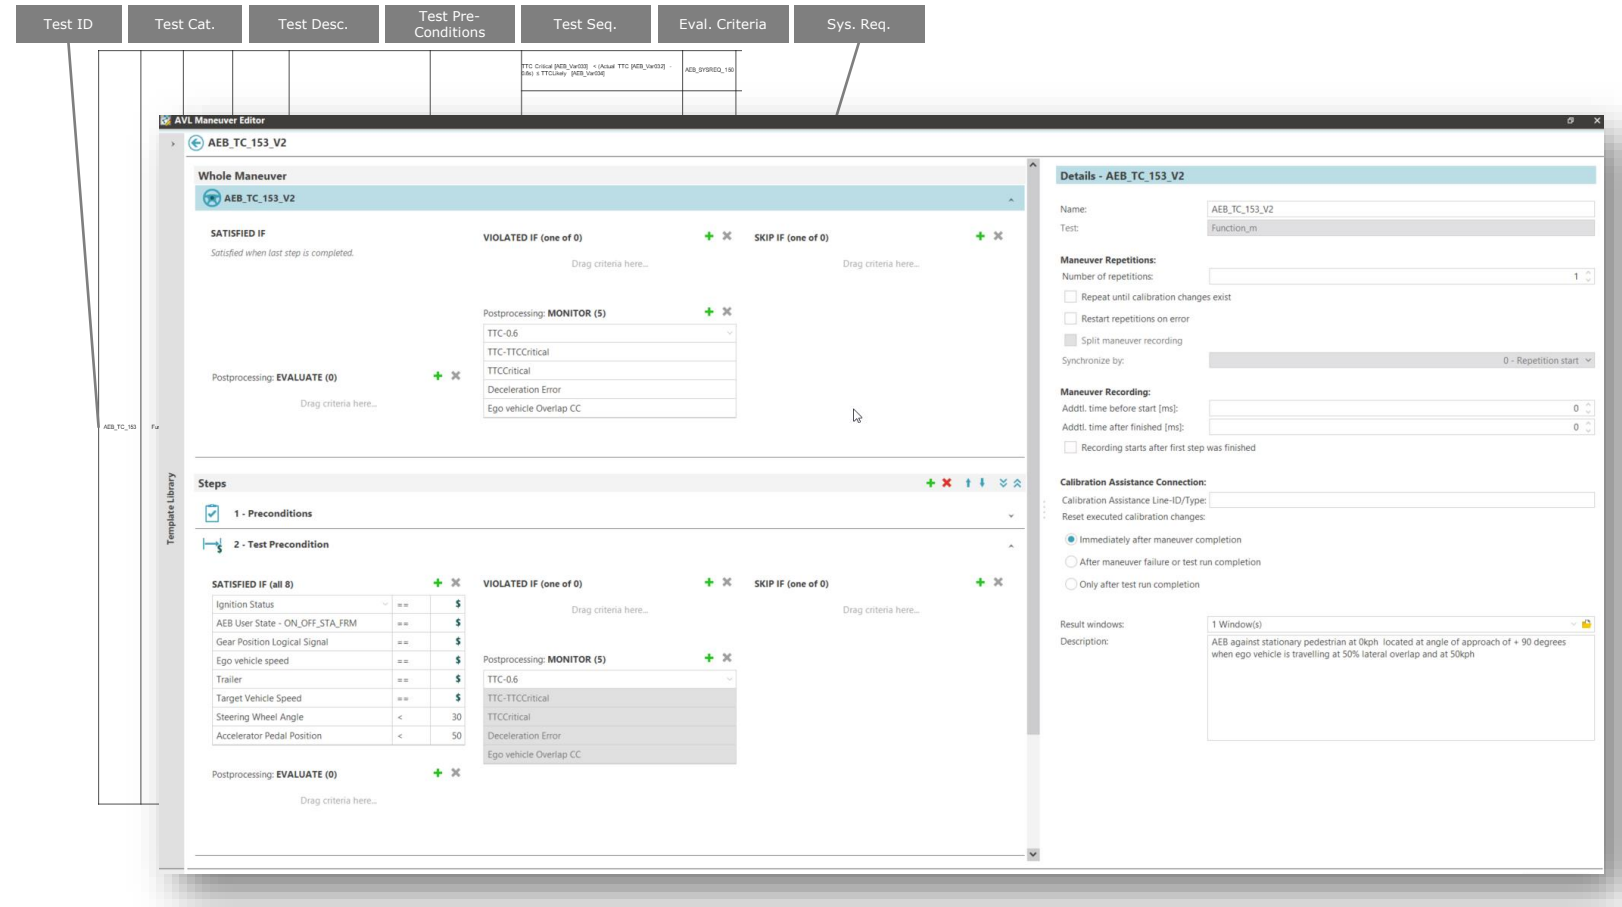 Test ID
Test Cat.
Test Desc.
Test Pre-
Conditions
Test Seq.
Eval. Criteria
Sys. Req.
TTC Critical [AEB_Var033] < (Actual TTC [AEB_Var032] -
0.6s) ≤ TTCLikely [AEB_Var034]
AEB_SYSREQ_150
AVL Maneuver Editor
AEB_TC_153_V2
Whole Maneuver
AEB_TC_153_V2
SATISFIED IF
Satisfied when last step is completed.
VIOLATED IF (one of 0)
Drag criteria here...
SKIP IF (one of 0)
Drag criteria here...
Postprocessing: MONITOR (5)
TTC-0.6
TTC-TTCCritical
TTCCritical
Deceleration Error
Ego vehicle Overlap CC
Postprocessing: EVALUATE (0)
Drag criteria here...
AEB_TC_153
Fu
Template Library
Steps
1 - Preconditions
2 - Test Precondition
SATISFIED IF (all 8)
Ignition Status == $
AEB User State - ON_OFF_STA_FRM == $
Gear Position Logical Signal == $
Ego vehicle speed == $
Trailer == $
Target Vehicle Speed == $
Steering Wheel Angle < 30
Accelerator Pedal Position < 50
VIOLATED IF (one of 0)
Drag criteria here...
SKIP IF (one of 0)
Drag criteria here...
Postprocessing: MONITOR (5)
TTC-0.6
TTC-TTCCritical
TTCCritical
Deceleration Error
Ego vehicle Overlap CC
Postprocessing: EVALUATE (0)
Drag criteria here...
Details - AEB_TC_153_V2
Name: AEB_TC_153_V2
Test: Function_m
Maneuver Repetitions:
Number of repetitions: 1
Repeat until calibration changes exist
Restart repetitions on error
Split maneuver recording
Synchronize by: 0 - Repetition start
Maneuver Recording:
Addtl. time before start [ms]: 0
Addtl. time after finished [ms]: 0
Recording starts after first step was finished
Calibration Assistance Connection:
Calibration Assistance Line-ID/Type:
Reset executed calibration changes:
Immediately after maneuver completion
After maneuver failure or test run completion
Only after test run completion
Result windows: 1 Window(s)
Description: AEB against stationary pedestrian at 0kph located at angle of approach of + 90 degrees
when ego vehicle is travelling at 50% lateral overlap and at 50kph